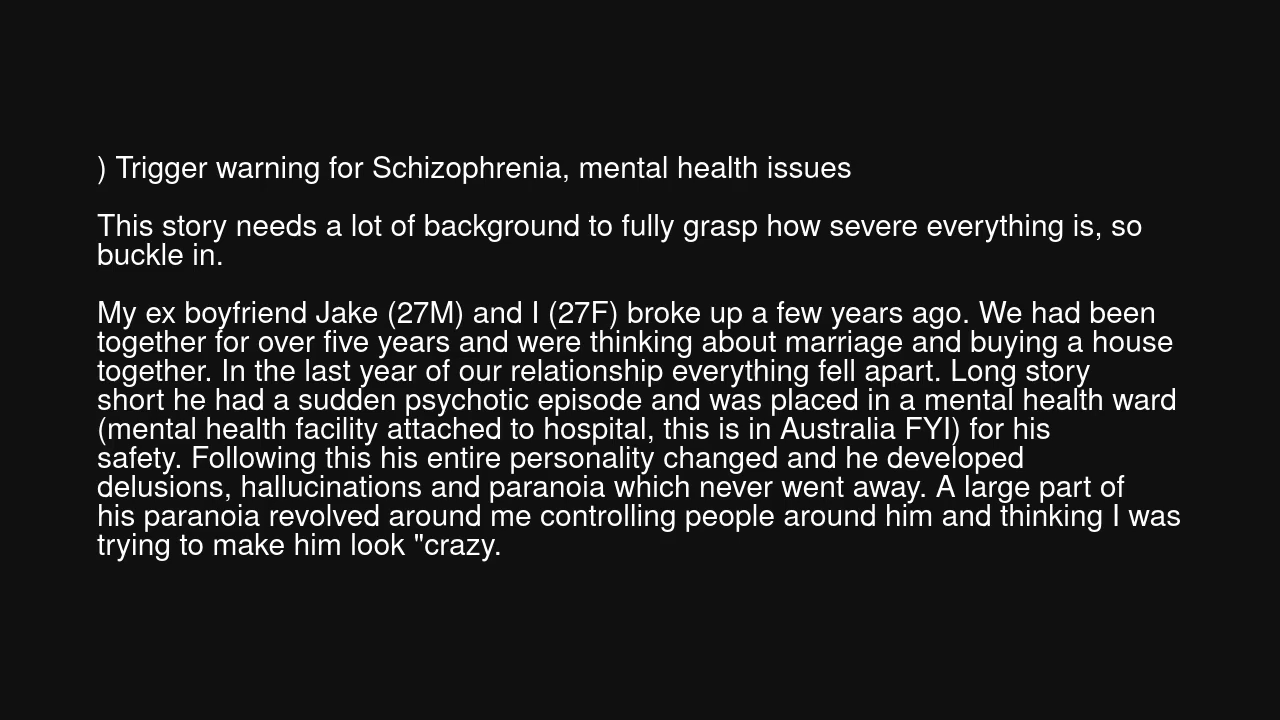 ) Trigger warning for Schizophrenia, mental health issues
This story needs a lot of background to fully grasp how severe everything is, so
buckle in.
My ex boyfriend Jake (27M) and I (27F) broke up a few years ago. We had been
together for over five years and were thinking about marriage and buying a house
together. In the last year of our relationship everything fell apart. Long story
short he had a sudden psychotic episode and was placed in a mental health ward
(mental health facility attached to hospital, this is in Australia FYI) for his
safety. Following this his entire personality changed and he developed
delusions, hallucinations and paranoia which never went away. A large part of
his paranoia revolved around me controlling people around him and thinking I was
trying to make him look "crazy.